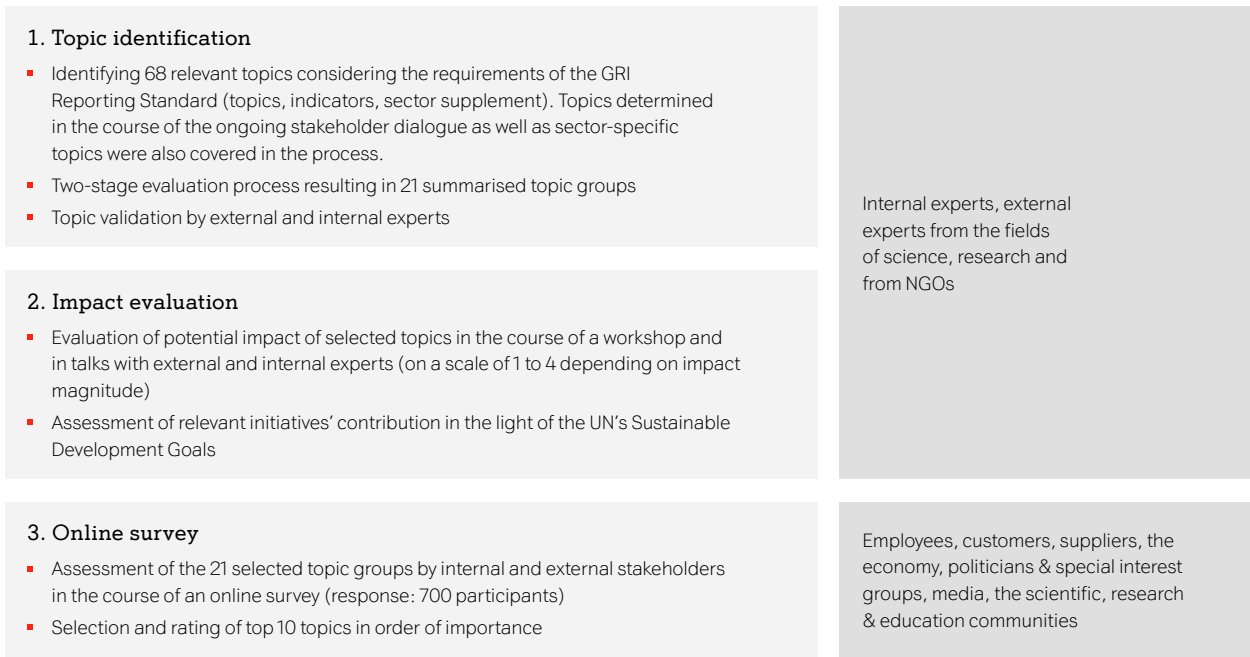 1. Topic identification
▪ Identifying 68 relevant topics considering the requirements of the GRI
Reporting Standard (topics, indicators, sector supplement). Topics determined
in the course of the ongoing stakeholder dialogue as well as sector-specific
topics were also covered in the process.
▪ Two-stage evaluation process resulting in 21 summarised topic groups
▪ Topic validation by external and internal experts
2. Impact evaluation
▪ Evaluation of potential impact of selected topics in the course of a workshop and
in talks with external and internal experts (on a scale of 1 to 4 depending on impact
magnitude)
▪ Assessment of relevant initiatives’ contribution in the light of the UN’s Sustainable
Development Goals
Internal experts, external
experts from the fields
of science, research and
from NGOs
3. Online survey
▪ Assessment of the 21 selected topic groups by internal and external stakeholders
in the course of an online survey (response: 700 participants)
▪ Selection and rating of top 10 topics in order of importance
Employees, customers, suppliers, the
economy, politicians & special interest
groups, media, the scientific, research
& education communities